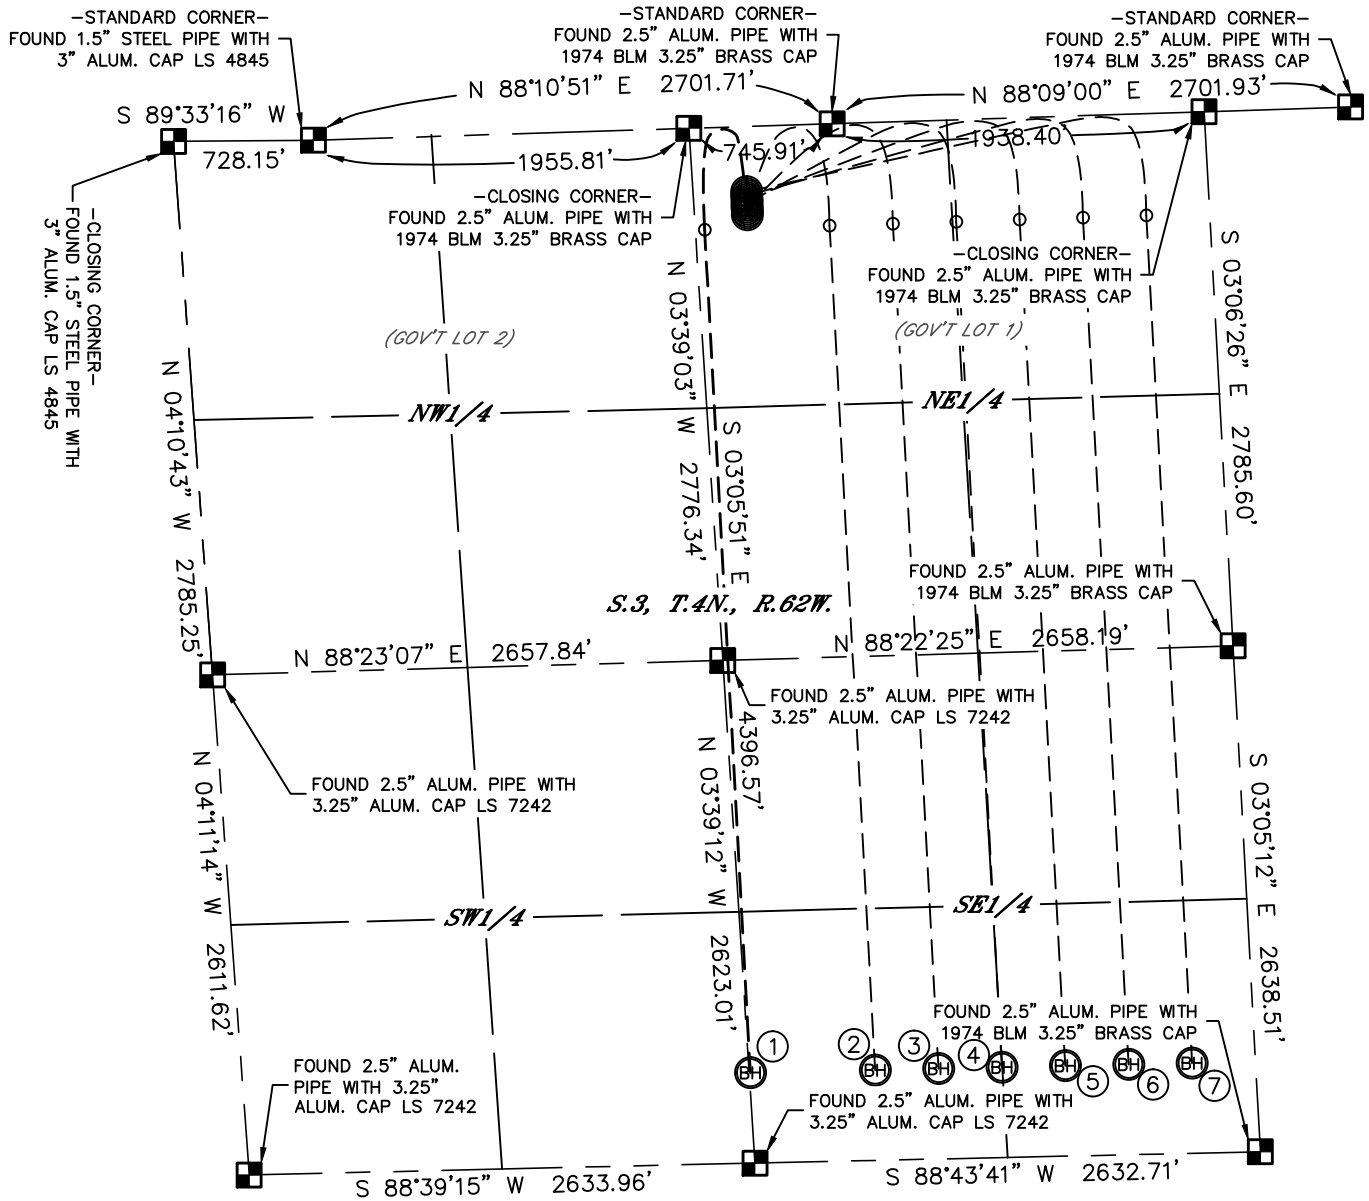 -STANDARD CORNER-
FOUND 1.5" STEEL PIPE WITH
3" ALUM. CAP LS 4845
-STANDARD CORNER-
FOUND 2.5" ALUM. PIPE WITH
1974 BLM 3.25" BRASS CAP
-STANDARD CORNER-
FOUND 2.5" ALUM. PIPE WITH
1974 BLM 3.25" BRASS CAP
S 89°33'16" W
728.15'
N 88°10'51" E 2701.71'
N 88°09'00" E 2701.93'
1955.81'
745.91'
1938.40'
-CLOSING CORNER-
FOUND 1.5" STEEL PIPE WITH
3" ALUM. CAP LS 4845
-CLOSING CORNER-
FOUND 2.5" ALUM. PIPE WITH
1974 BLM 3.25" BRASS CAP
-CLOSING CORNER-
FOUND 2.5" ALUM. PIPE WITH
1974 BLM 3.25" BRASS CAP
(GOV'T LOT 2)
(GOV'T LOT 1)
N 04°10'43" W 2785.25'
N 03°39'03" W 2776.34'
S 03°05'51" E 4396.57'
S 03°06'26" E 2785.60'
NW1/4
NE1/4
S.3, T.4N., R.62W.
FOUND 2.5" ALUM. PIPE WITH
1974 BLM 3.25" BRASS CAP
N 88°23'07" E 2657.84'
N 88°22'25" E 2658.19'
FOUND 2.5" ALUM. PIPE WITH
3.25" ALUM. CAP LS 7242
FOUND 2.5" ALUM. PIPE WITH
3.25" ALUM. CAP LS 7242
N 04°11'14" W 2611.62'
N 03°39'12" W 2623.01'
S 03°05'12" E 2638.51'
SW1/4
SE1/4
FOUND 2.5" ALUM. PIPE WITH
1974 BLM 3.25" BRASS CAP
1
2
3
4
5
6
7
BH
BH
BH
BH
BH
BH
BH
FOUND 2.5" ALUM.
PIPE WITH 3.25"
ALUM. CAP LS 7242
FOUND 2.5" ALUM. PIPE WITH
3.25" ALUM. CAP LS 7242
S 88°39'15" W 2633.96'
S 88°43'41" W 2632.71'